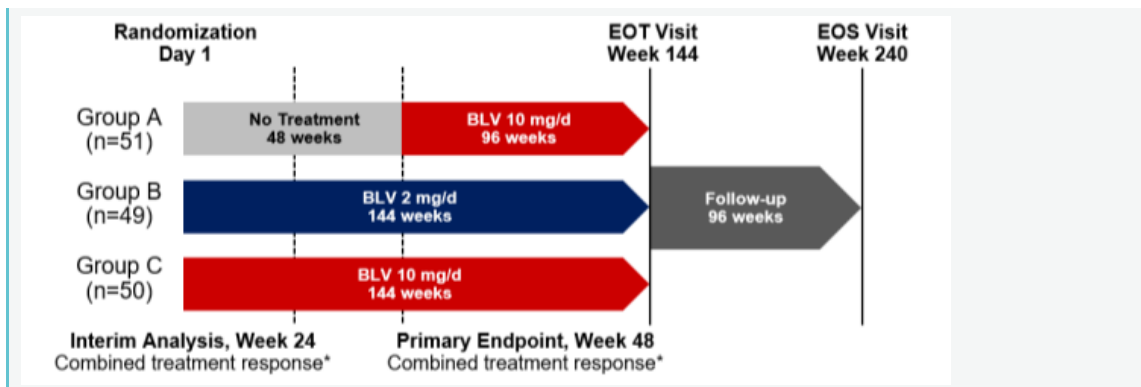 Randomization
Day 1
EOT Visit
Week 144
EOS Visit
Week 240
Group A
(n=51)
No Treatment
48 weeks
BLV 10 mg/d
96 weeks
Group B
(n=49)
BLV 2 mg/d
144 weeks
Follow-up
96 weeks
Group C
(n=50)
BLV 10 mg/d
144 weeks
Interim Analysis, Week 24
Combined treatment response*
Primary Endpoint, Week 48
Combined treatment response*